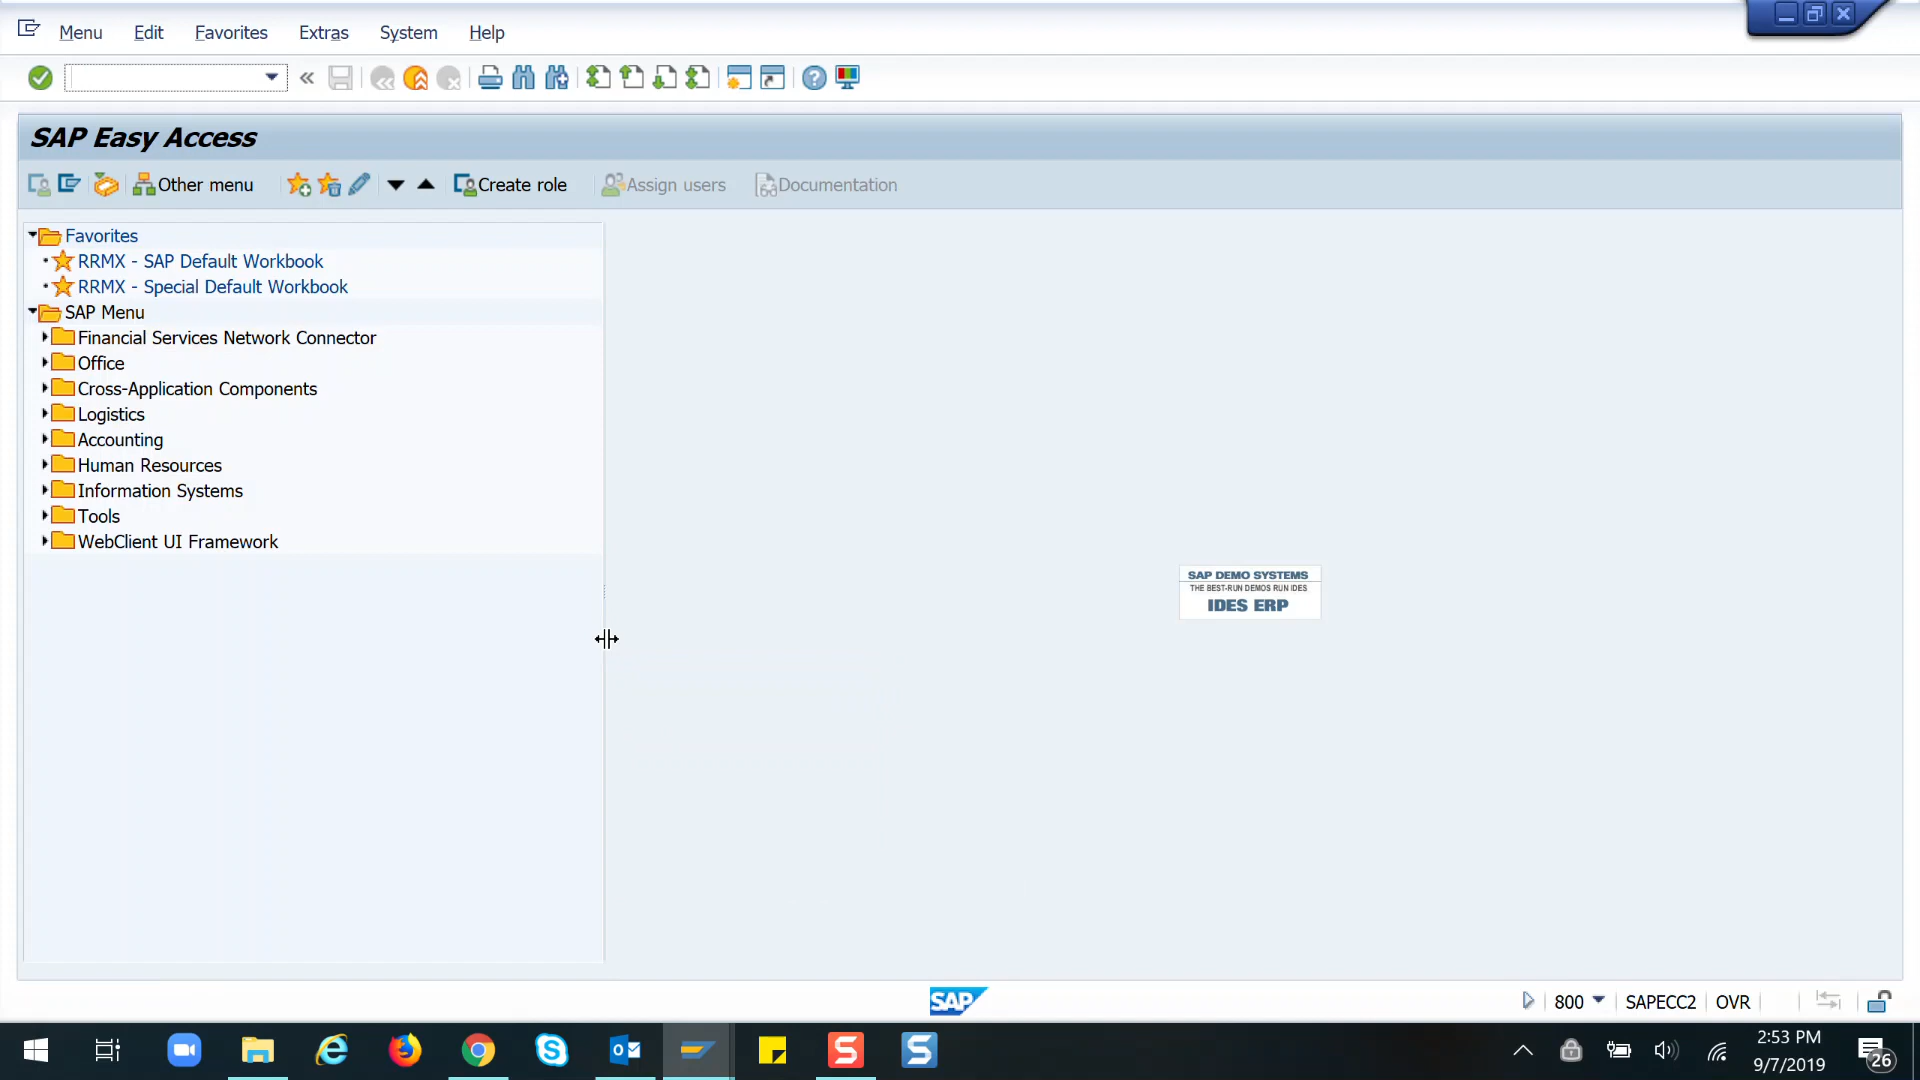 Menu Edit Favorites Extras System Help
SAP Easy Access
Other menu Create role Assign users Documentation
Favorites
RRMX - SAP Default Workbook
RRMX - Special Default Workbook
SAP Menu
Financial Services Network Connector
Office
Cross-Application Components
Logistics
Accounting
Human Resources
Information Systems
Tools
WebClient UI Framework
SAP DEMO SYSTEMS
THE BEST-RUN DEMOS RUN IDES
IDES ERP
SAP
800 SAPECC2 OVR
2:53 PM
9/7/2019
26